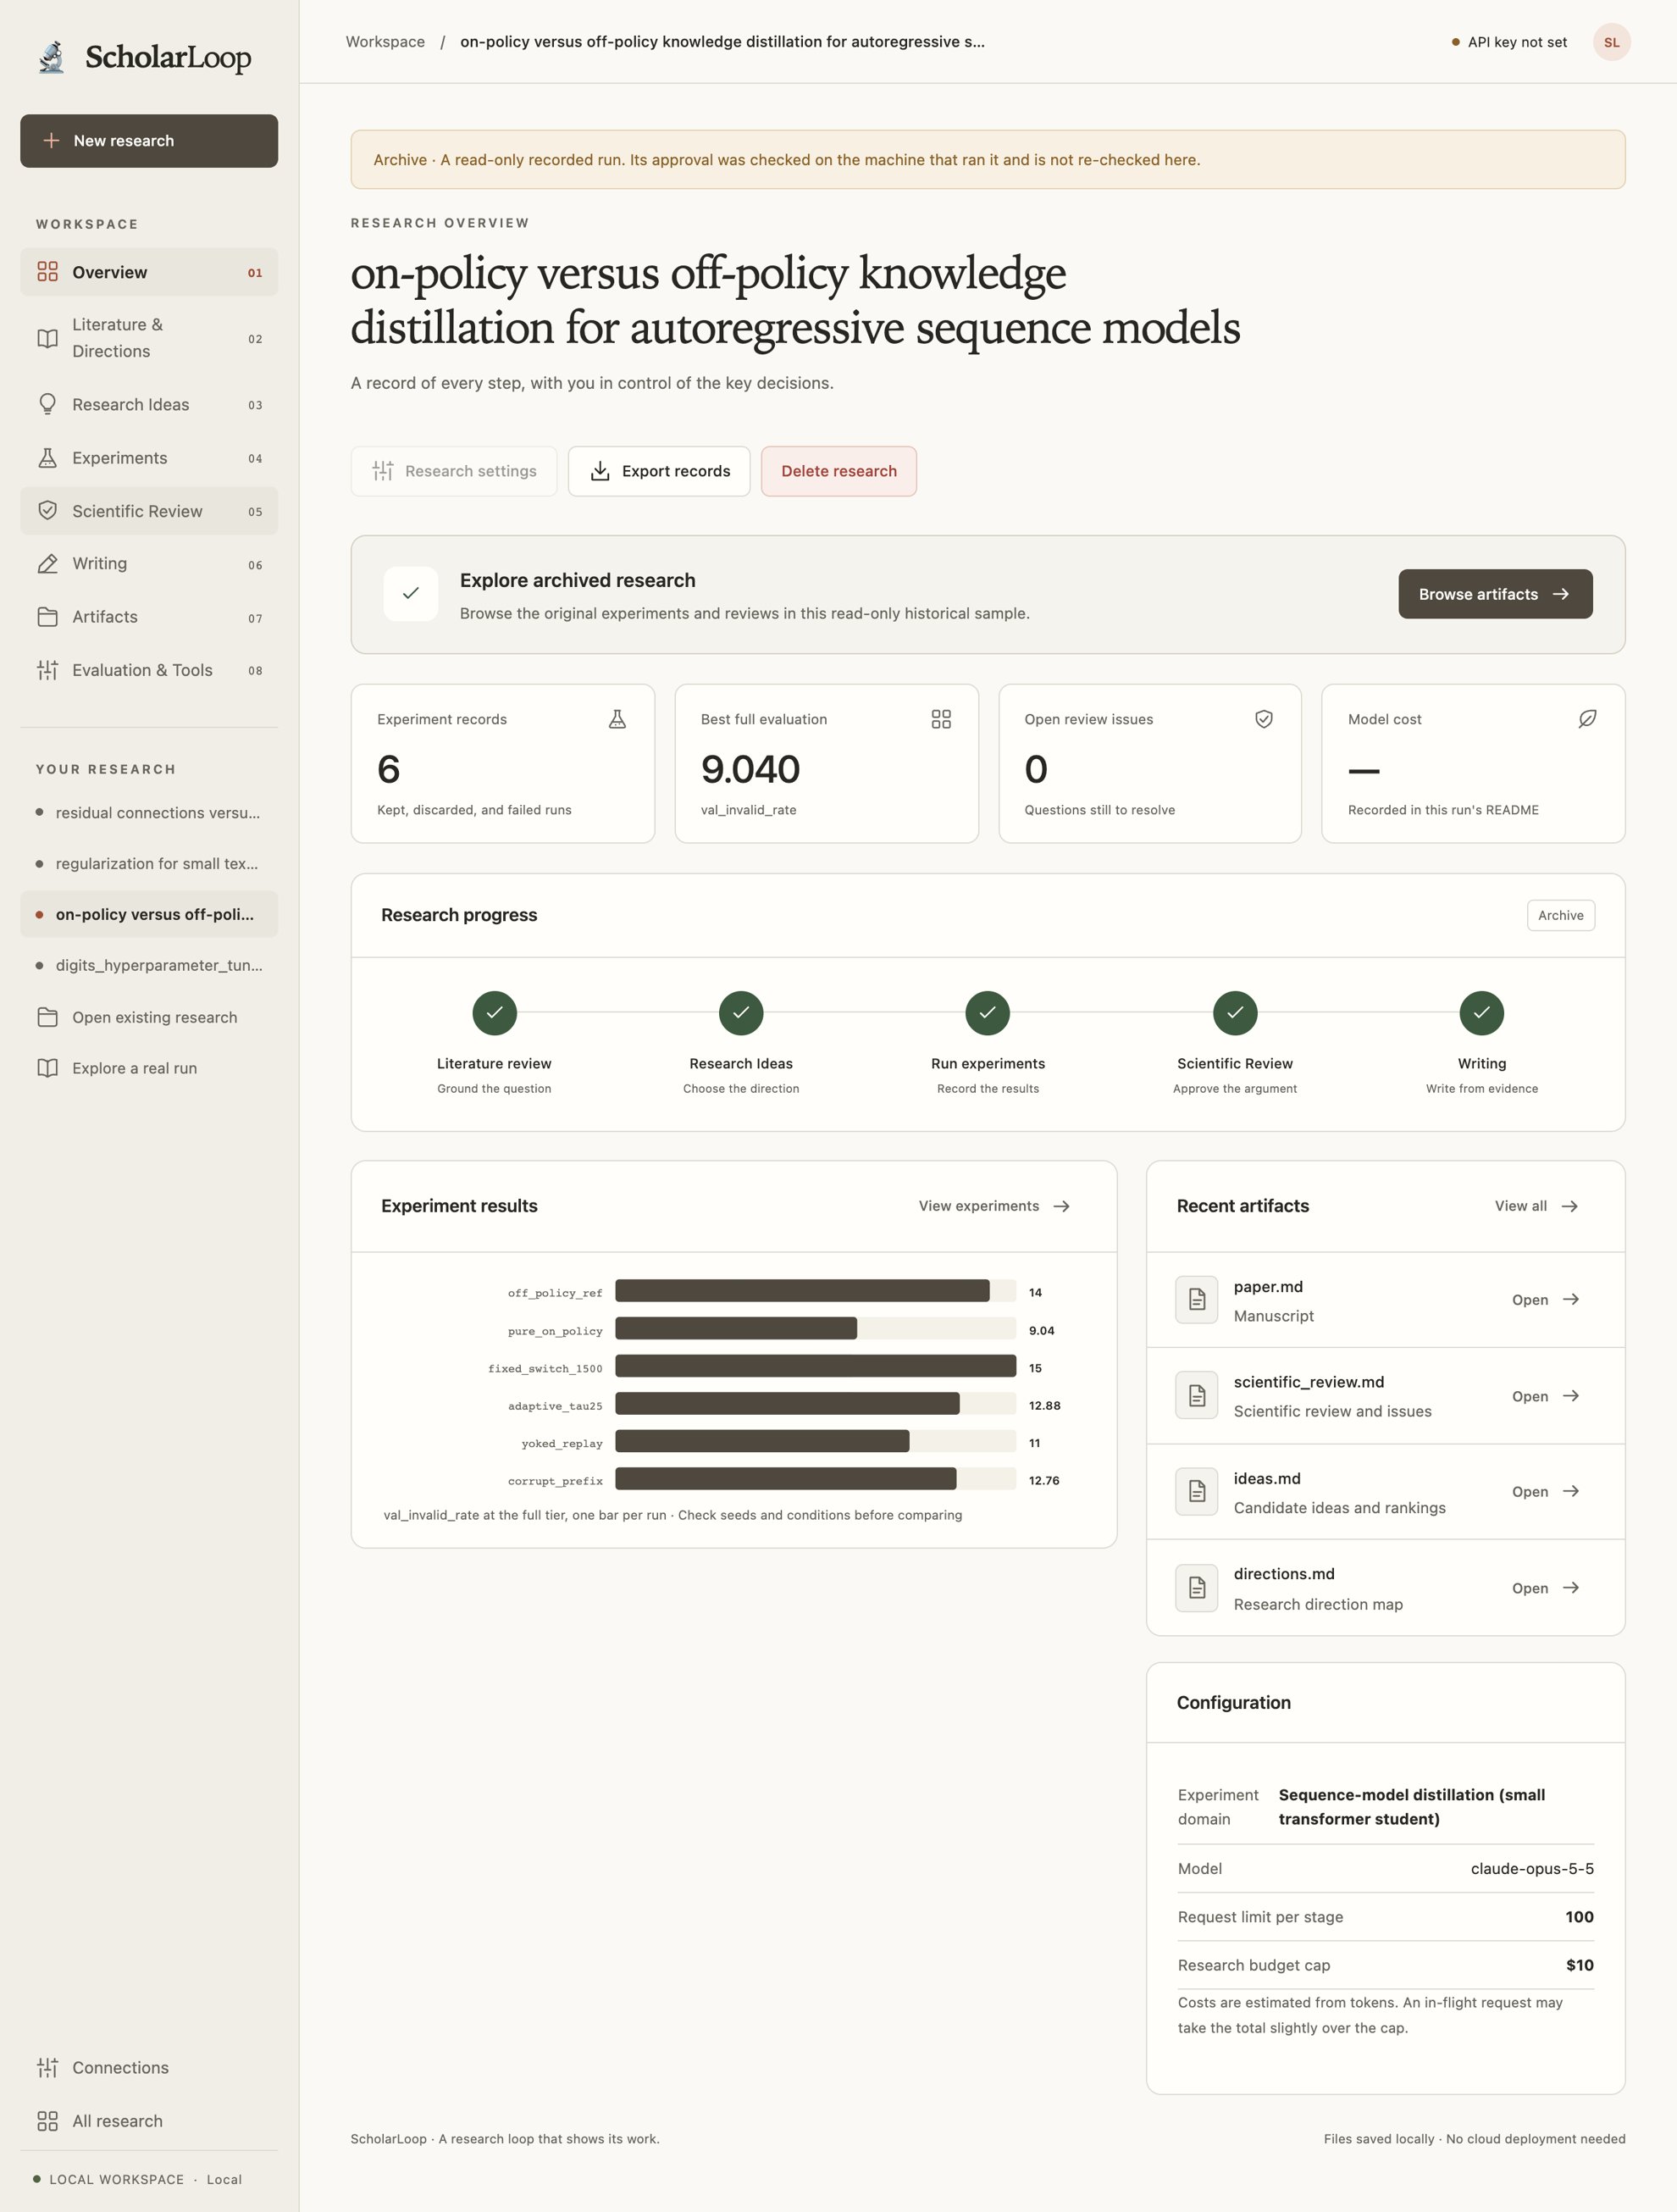 ScholarLoop
New research
WORKSPACE
Overview 01
Literature &
Directions 02
Research Ideas 03
Experiments 04
Scientific Review 05
Writing 06
Artifacts 07
Evaluation & Tools 08
YOUR RESEARCH
residual connections versu...
regularization for small tex...
on-policy versus off-poli...
digits_hyperparameter_tun...
Open existing research
Explore a real run
Connections
All research
LOCAL WORKSPACE · Local
Workspace / on-policy versus off-policy knowledge distillation for autoregressive s...
API key not set
SL
Archive · A read-only recorded run. Its approval was checked on the machine that ran it and is not re-checked here.
RESEARCH OVERVIEW
on-policy versus off-policy knowledge
distillation for autoregressive sequence models
A record of every step, with you in control of the key decisions.
Research settings
Export records
Delete research
Explore archived research
Browse the original experiments and reviews in this read-only historical sample.
Browse artifacts
Experiment records
6
Kept, discarded, and failed runs
Best full evaluation
9.040
val_invalid_rate
Open review issues
0
Questions still to resolve
Model cost
—
Recorded in this run's README
Research progress
Archive
Literature review
Ground the question
Research Ideas
Choose the direction
Run experiments
Record the results
Scientific Review
Approve the argument
Writing
Write from evidence
Experiment results
View experiments
off_policy_ref 14
pure_on_policy 9.04
fixed_switch_1500 15
adaptive_tau25 12.88
yoked_replay 11
corrupt_prefix 12.76
val_invalid_rate at the full tier, one bar per run · Check seeds and conditions before comparing
Recent artifacts
View all
paper.md
Manuscript
Open
scientific_review.md
Scientific review and issues
Open
ideas.md
Candidate ideas and rankings
Open
directions.md
Research direction map
Open
Configuration
Experiment domain
Sequence-model distillation (small
transformer student)
Model claude-opus-5-5
Request limit per stage 100
Research budget cap $10
Costs are estimated from tokens. An in-flight request may
take the total slightly over the cap.
ScholarLoop · A research loop that shows its work.
Files saved locally · No cloud deployment needed